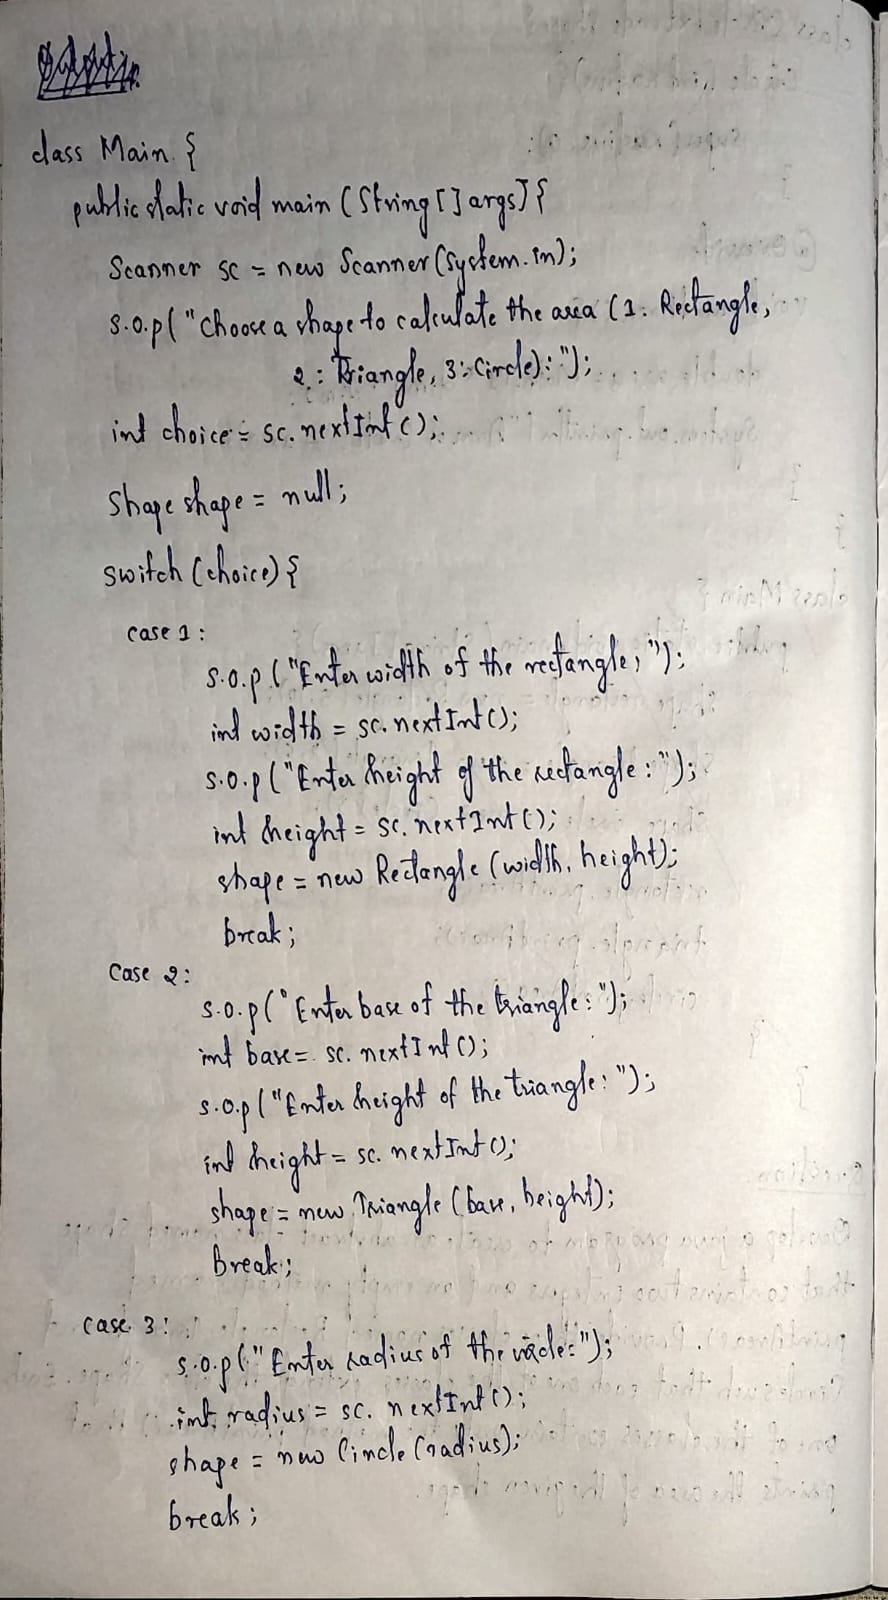 class Main {
public static void main (String [] args] {
Scanner sc = new Scanner (System.in);
S.o.p( "Choose a shape to calculate the area (1: Rectangle,
2 : Triangle, 3: Circle): ");
int choice = sc.nextInt();
Shape shape = null;
switch (choice) {
case 1 :
S.o.p ( "Enter width of the rectangle; ");
int width = sc.nextInt();
S.o.p ( "Enter height of the rectangle : ");
int height = sc.nextInt();
shape = new Rectangle (width, height);
break;
Case 2:
S.o.p( "Enter base of the triangle: ");
int base = sc. nextInt();
S.o.p ( "Enter height of the triangle: ");
int height = sc. nextInt();
shape = new Triangle (base, height);
Break;
case 3:
S.o.p( "Enter radius of the circle: ");
int radius = sc. nextInt();
shape = new Circle (radius);
break;